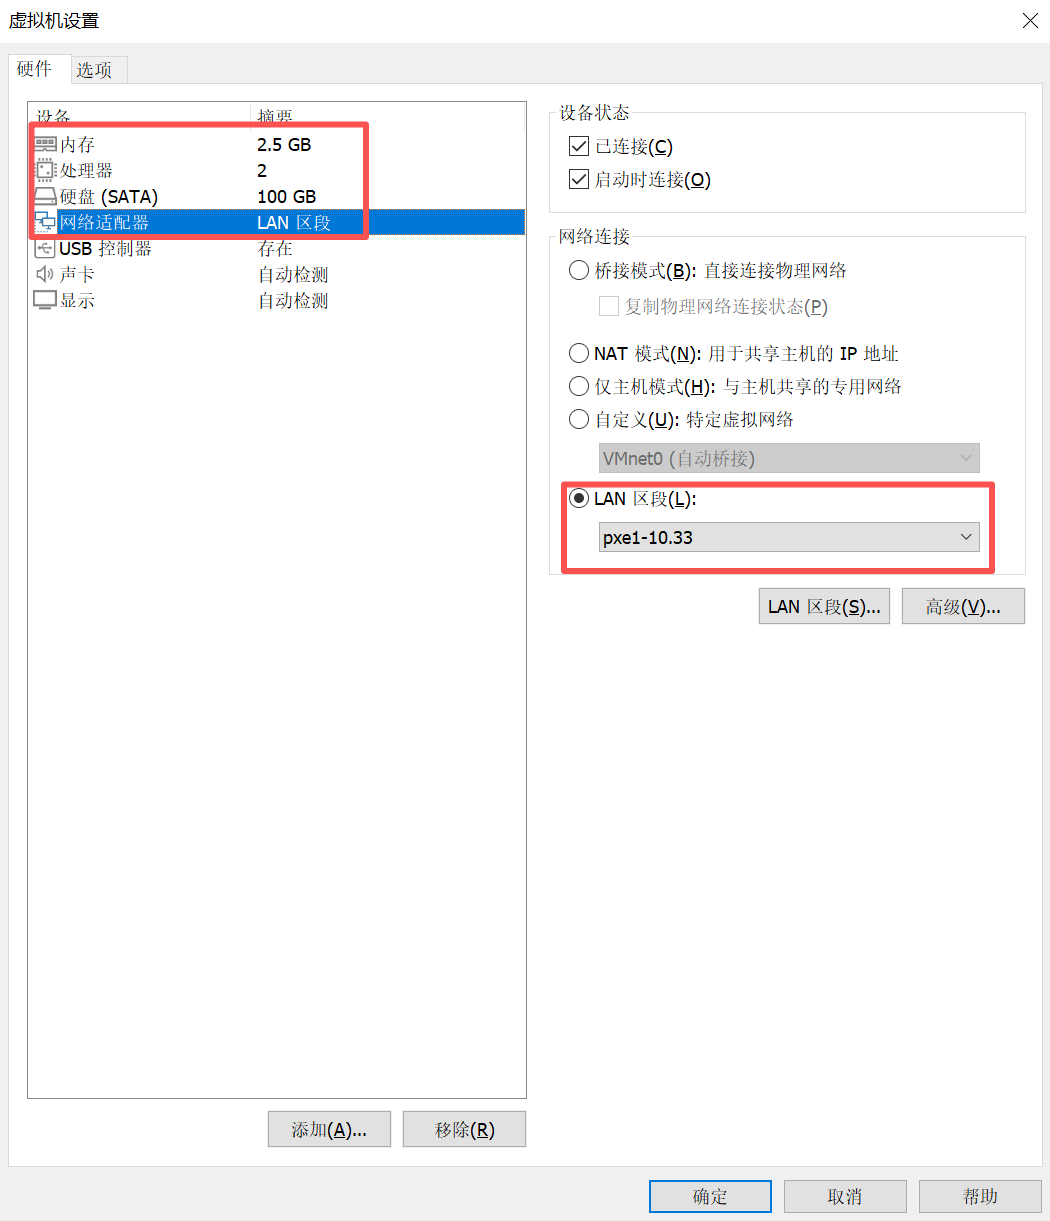 虚拟机设置
硬件 选项
设备 摘要
内存 2.5 GB
处理器 2
硬盘 (SATA) 100 GB
网络适配器 LAN 区段
USB 控制器 存在
声卡 自动检测
显示 自动检测
添加(A)... 移除(R)
设备状态
已连接(C)
启动时连接(O)
网络连接
桥接模式(B): 直接连接物理网络
复制物理网络连接状态(P)
NAT 模式(N): 用于共享主机的 IP 地址
仅主机模式(H): 与主机共享的专用网络
自定义(U): 特定虚拟网络
VMnet0 (自动桥接)
LAN 区段(L):
pxe1-10.33
LAN 区段(S)... 高级(V)...
确定 取消 帮助